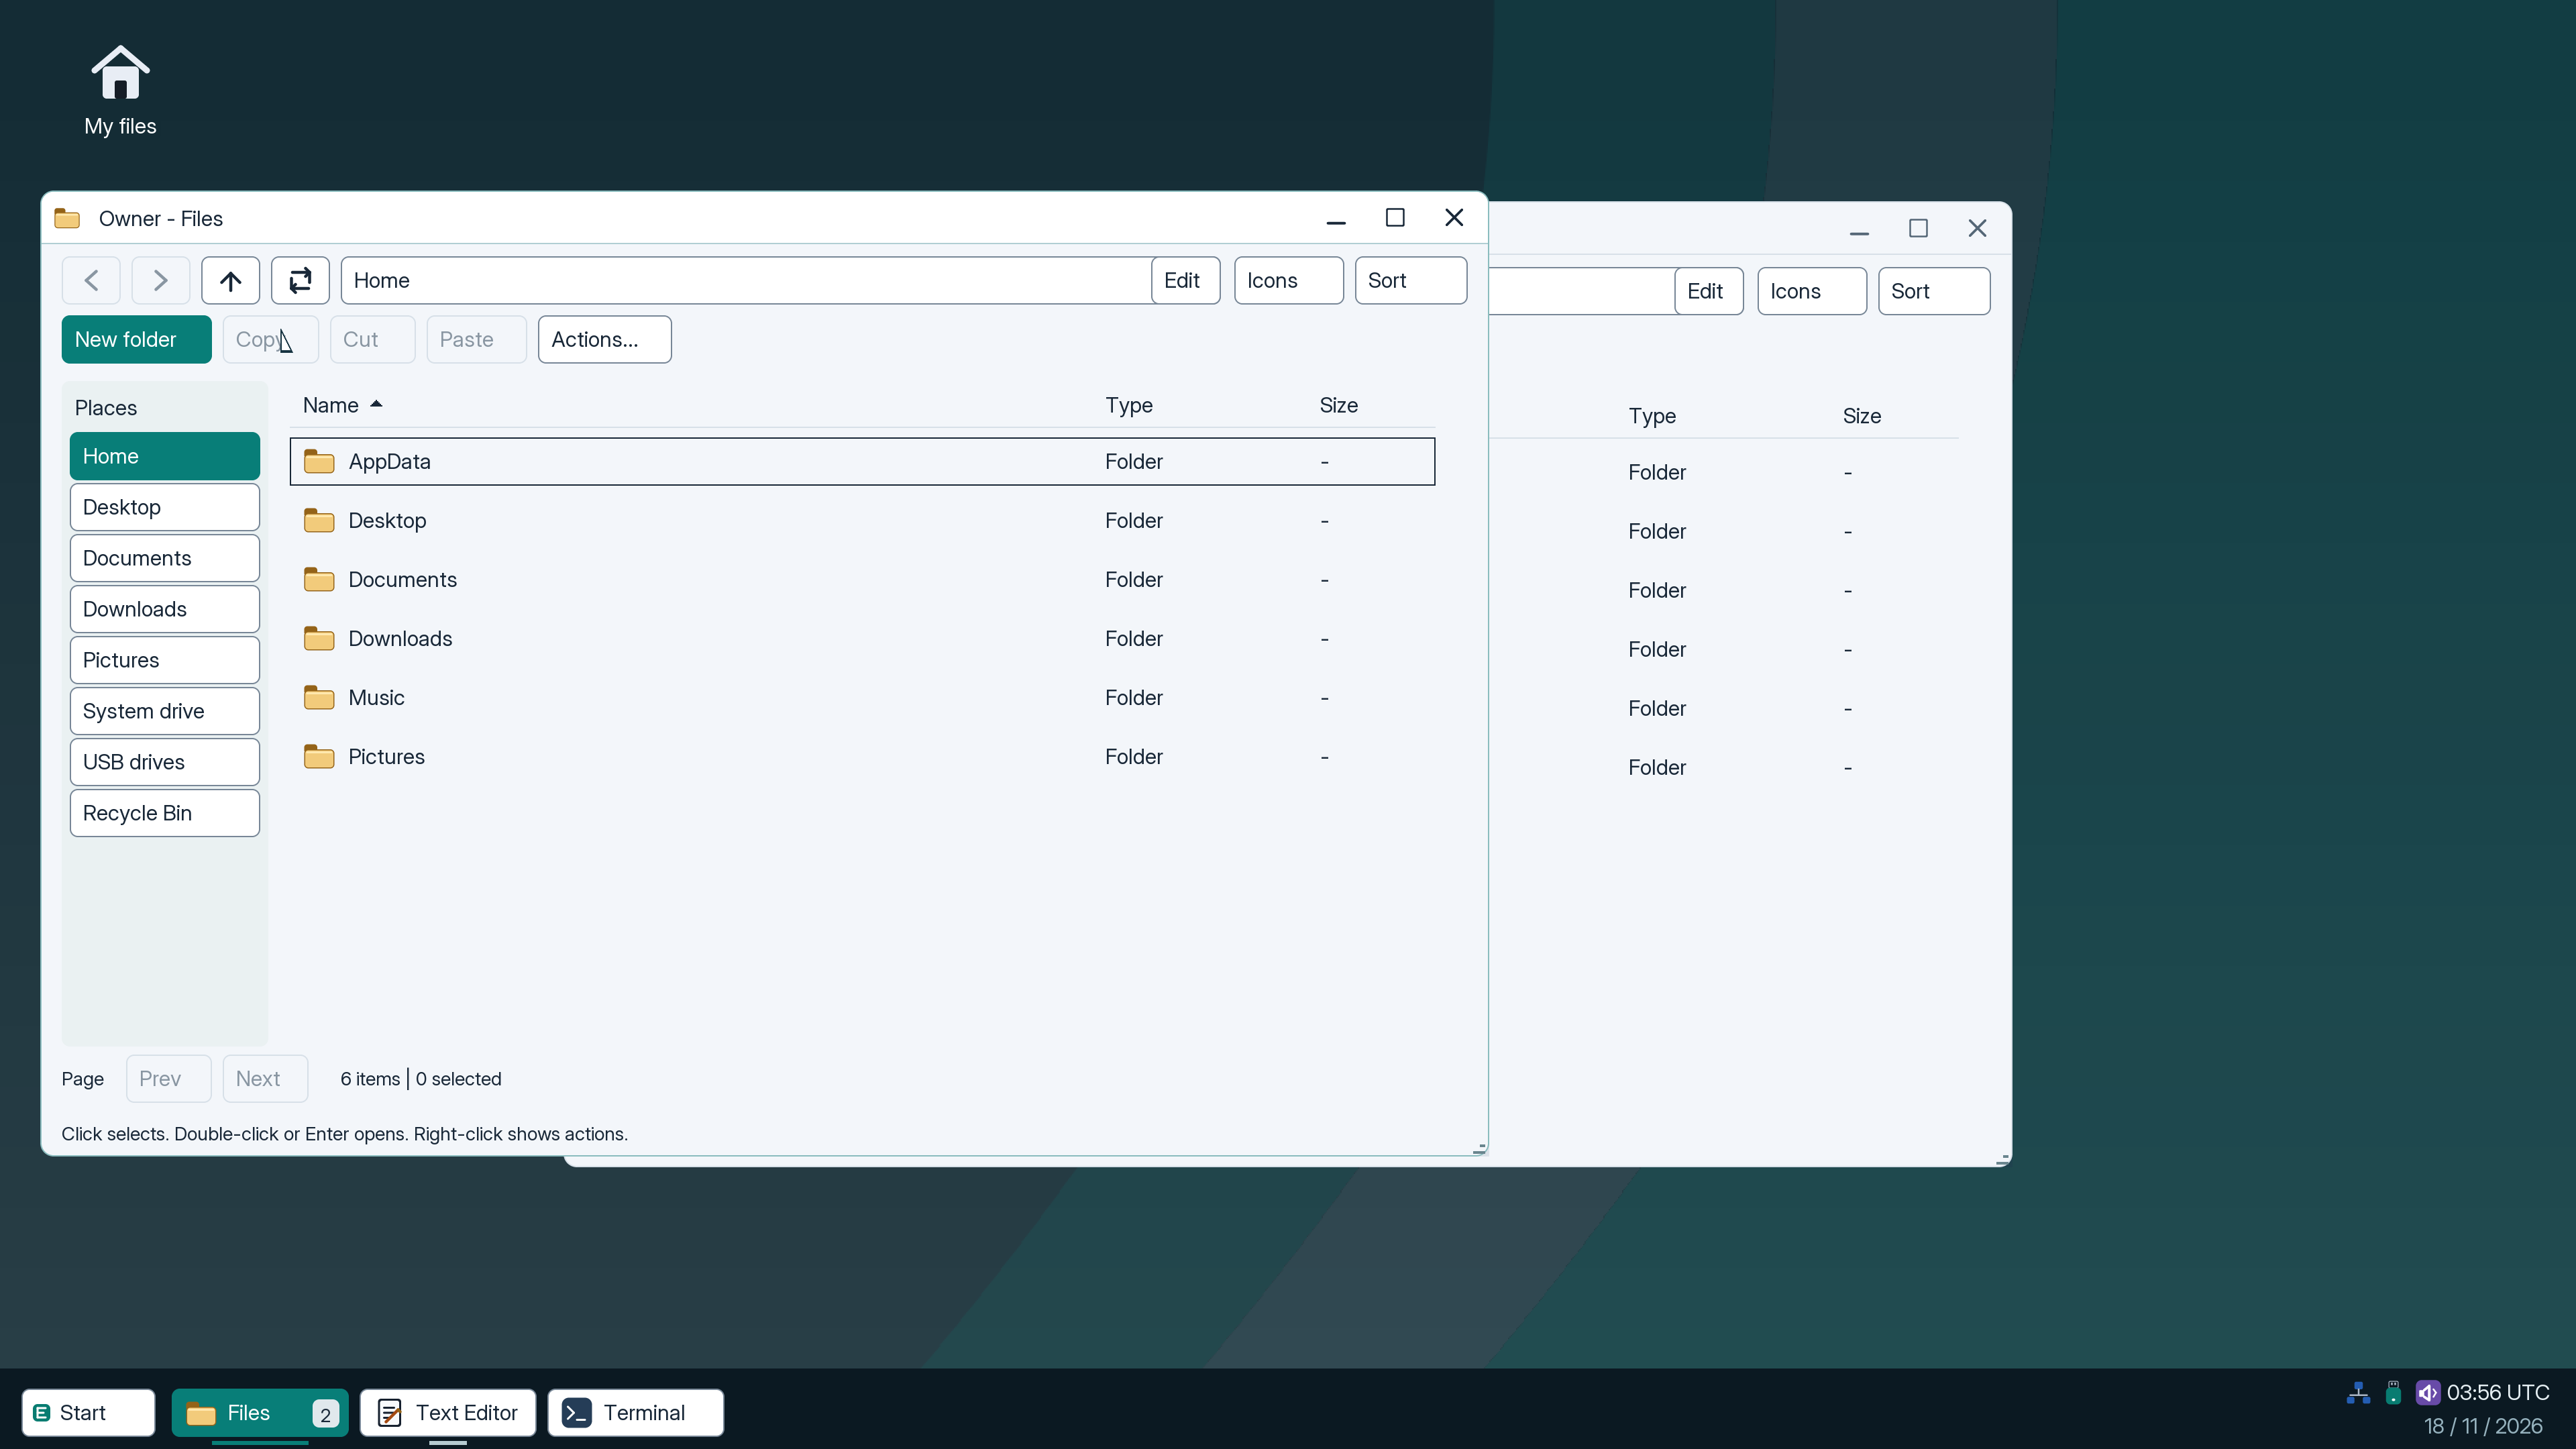 My files
Owner - Files
Home Edit Icons Sort
New folder Copy Cut Paste Actions...
Edit Icons Sort
Places
Home
Desktop
Documents
Downloads
Pictures
System drive
USB drives
Recycle Bin
Name Type Size
AppData Folder -
Desktop Folder -
Documents Folder -
Downloads Folder -
Music Folder -
Pictures Folder -
Type Size
Folder -
Folder -
Folder -
Folder -
Folder -
Folder -
Page Prev Next 6 items | 0 selected
Click selects. Double-click or Enter opens. Right-click shows actions.
E Start Files 2 Text Editor Terminal
03:56 UTC
18 / 11 / 2026